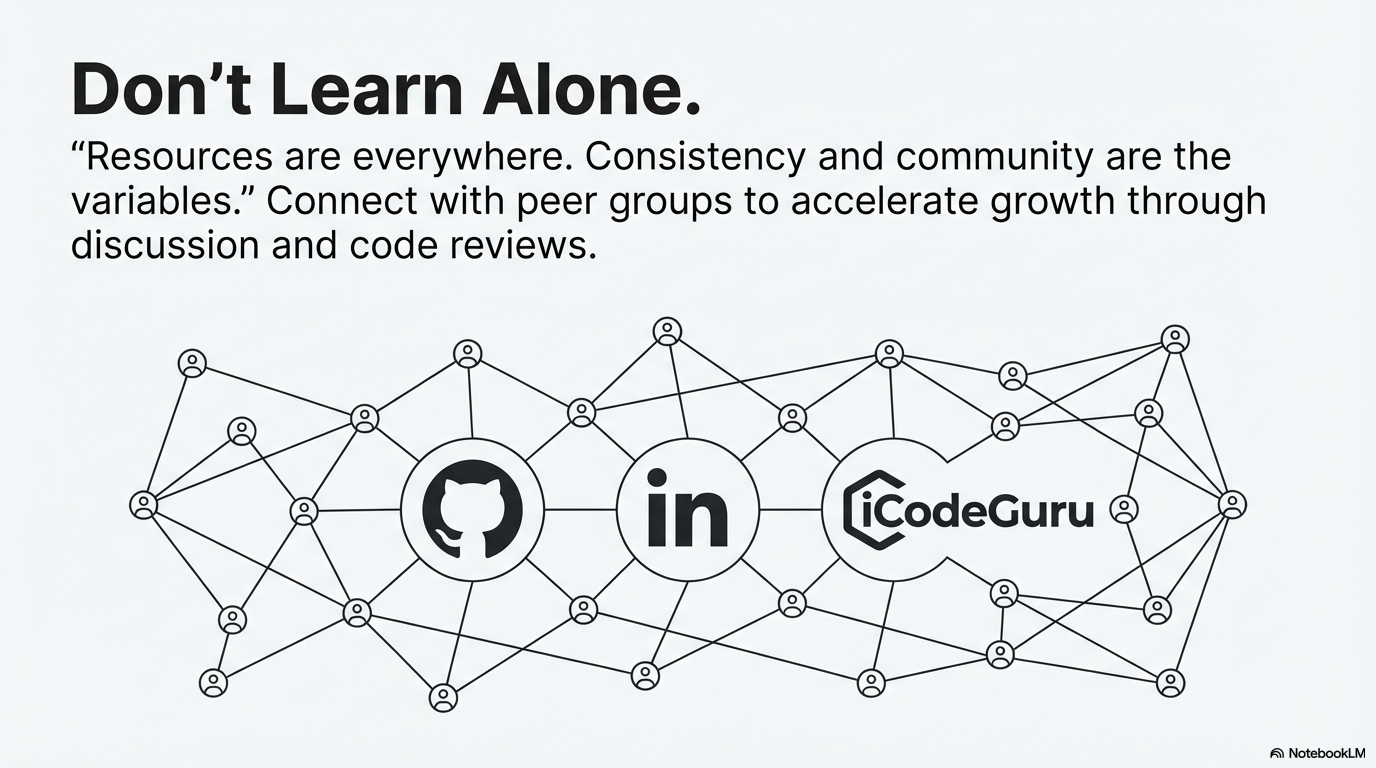 Don’t Learn Alone.
“Resources are everywhere. Consistency and community are the
variables.” Connect with peer groups to accelerate growth through
discussion and code reviews.
in
iCodeGuru
NotebookLM